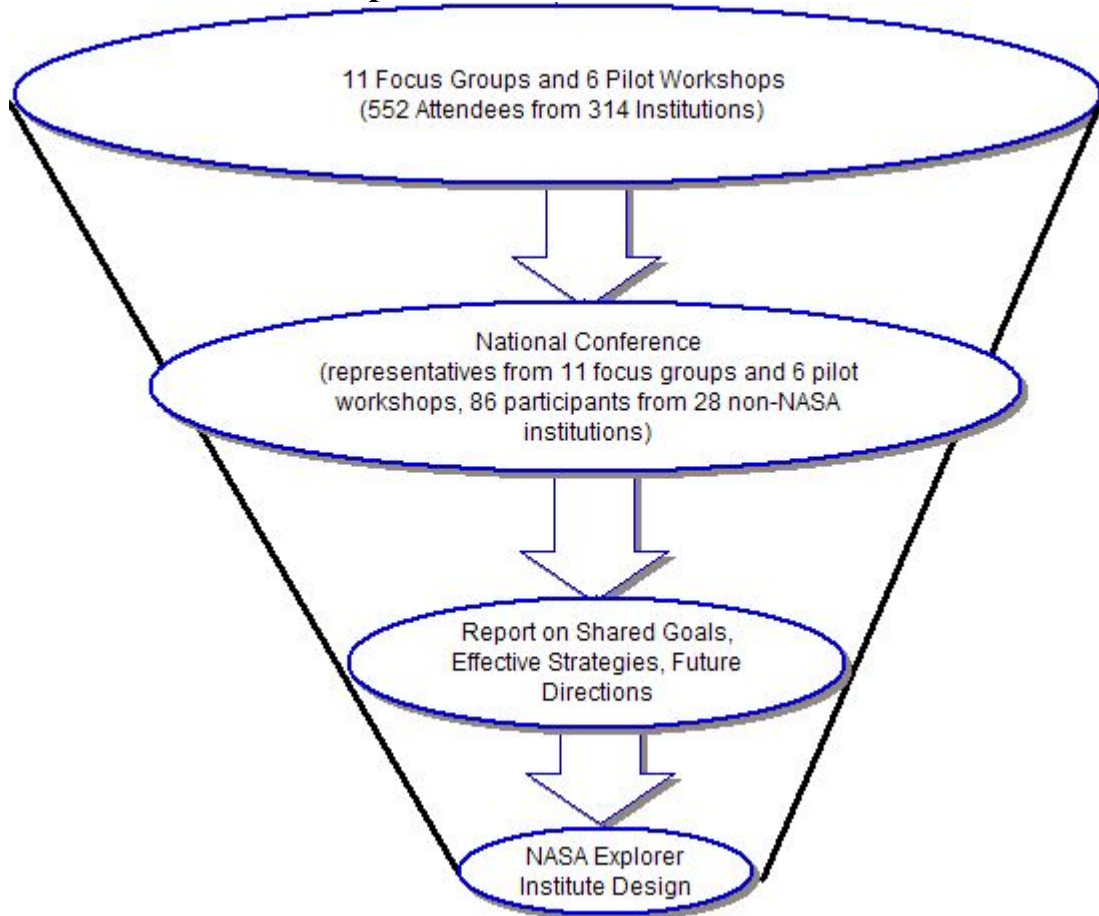 11 Focus Groups and 6 Pilot Workshops
(552 Attendees from 314 Institutions)
National Conference
(representatives from 11 focus groups and 6 pilot
workshops, 86 participants from 28 non-NASA
institutions)
Report on Shared Goals,
Effective Strategies, Future
Directions
NASA Explorer
Institute Design